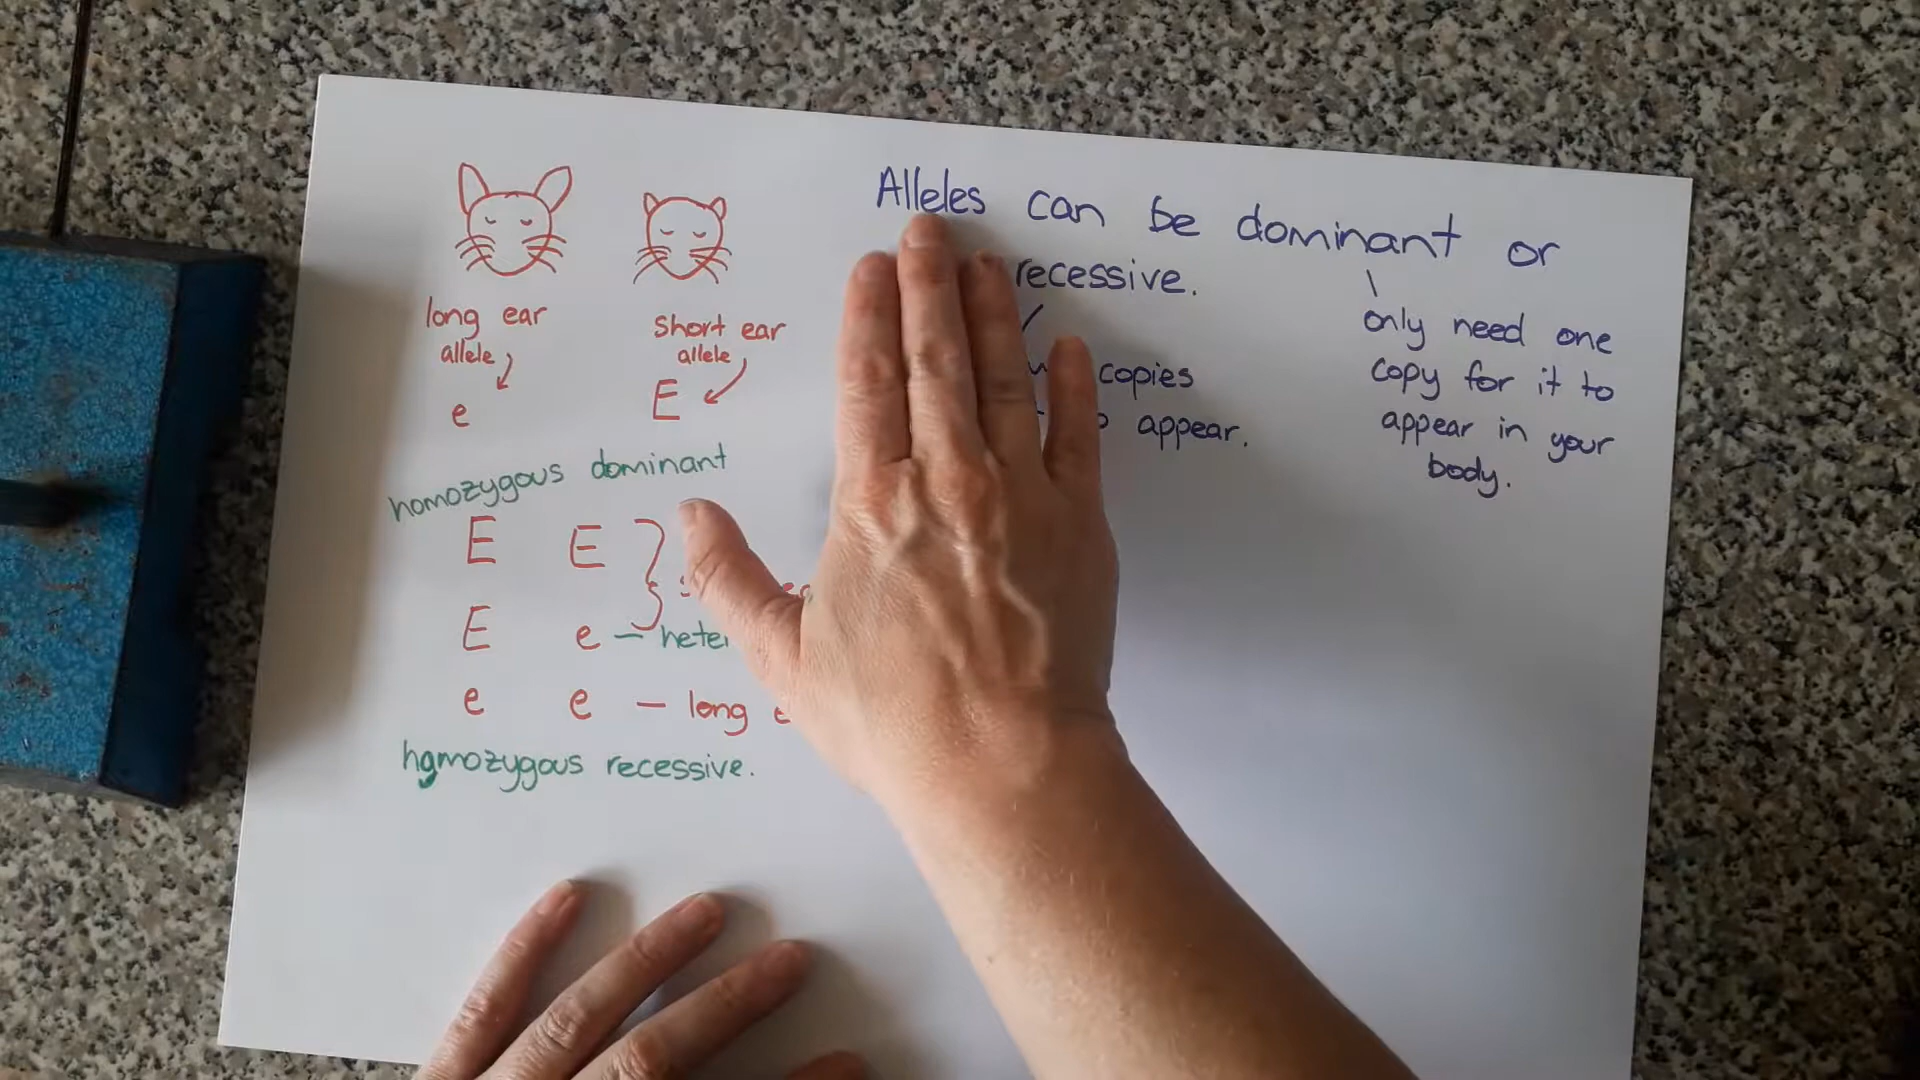 Alleles can be dominant or
recessive.
copies
appear.
only need one
copy for it to
appear in your
body.
long ear
allele
e
short ear
allele
E
homozygous dominant
E E
E e –
e e – long
homozygous recessive.